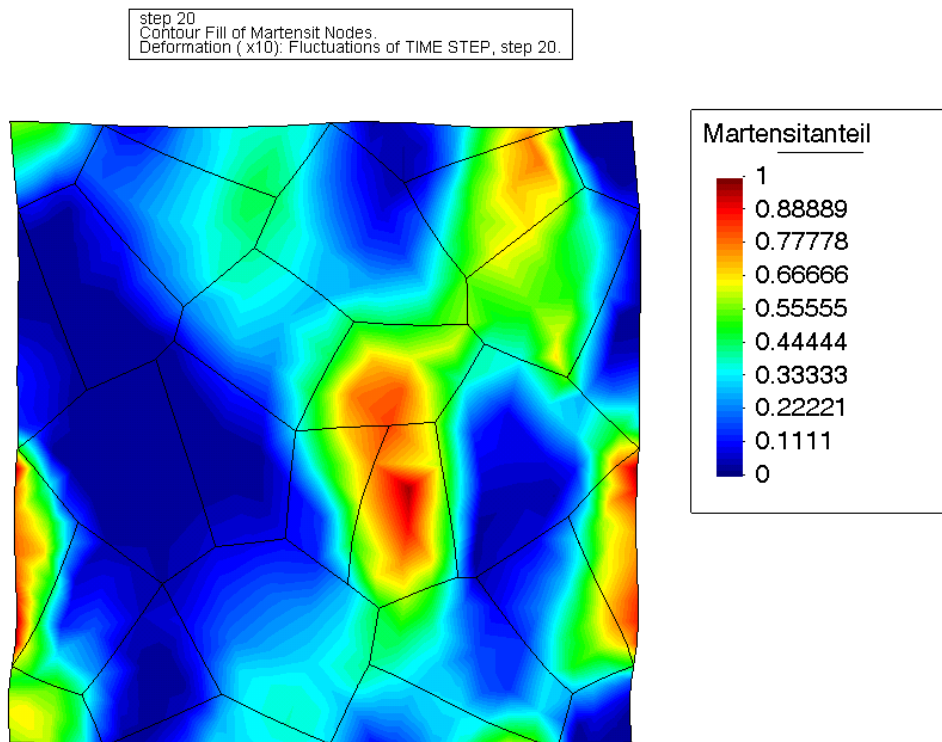 step 20
Contour Fill of Martensit Nodes.
Deformation ( x10): Fluctuations of TIME STEP, step 20.
Martensitanteil
1
0.88889
0.77778
0.66666
0.55555
0.44444
0.33333
0.22221
0.1111
0